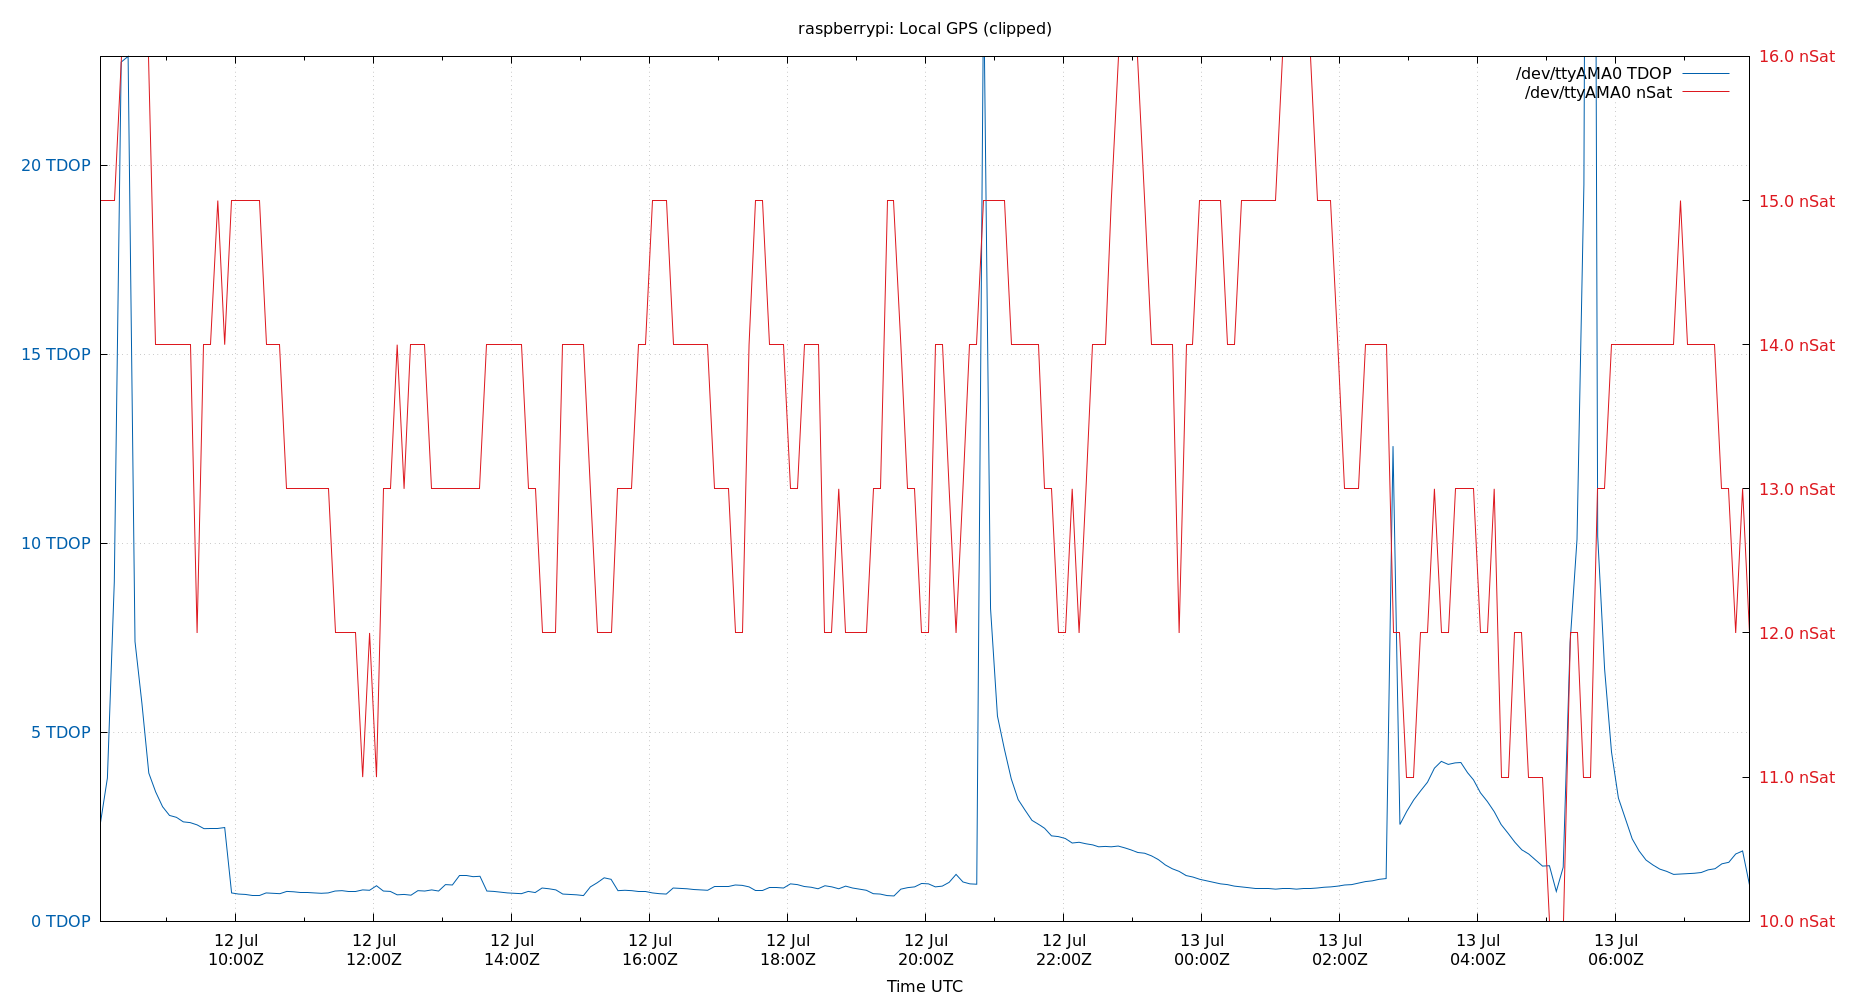 raspberrypi: Local GPS (clipped)
16.0 nSat
/dev/ttyAMA0 TDOP
/dev/ttyAMA0 nSat
20 TDOP
15.0 nSat
15 TDOP
14.0 nSat
13.0 nSat
10 TDOP
12.0 nSat
5 TDOP
11.0 nSat
0 TDOP
10.0 nSat
12 Jul 12 Jul 12 Jul 12 Jul 12 Jul 12 Jul 12 Jul 13 Jul 13 Jul 13 Jul 13 Jul
10:00Z 12:00Z 14:00Z 16:00Z 18:00Z 20:00Z 22:00Z 00:00Z 02:00Z 04:00Z 06:00Z
Time UTC